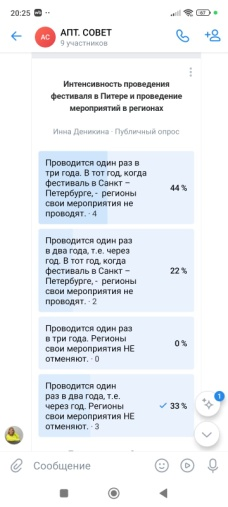 20:25
67
АС
АПТ. СОВЕТ
9 участников
Интенсивность проведения
фестиваля в Питере и проведение
мероприятий в регионах
Инна Деникина · Публичный опрос
Проводится один раз в
три года. В тот год, когда
фестиваль в Санкт –
Петербурге, - регионы
свои мероприятия не
проводят. · 4
44 %
Проводится один раз
в два года, т.е. через
год. В тот год, когда
фестиваль в Санкт –
Петербурге, - регионы
свои мероприятия не
проводят. · 2
22 %
Проводится один раз
в три года. Регионы
свои мероприятия НЕ
отменяют. · 0
0 %
Проводится один
раз в два года, т.е.
через год. Регионы
свои мероприятия НЕ
отменяют. · 3
33 %
1
Сообщение